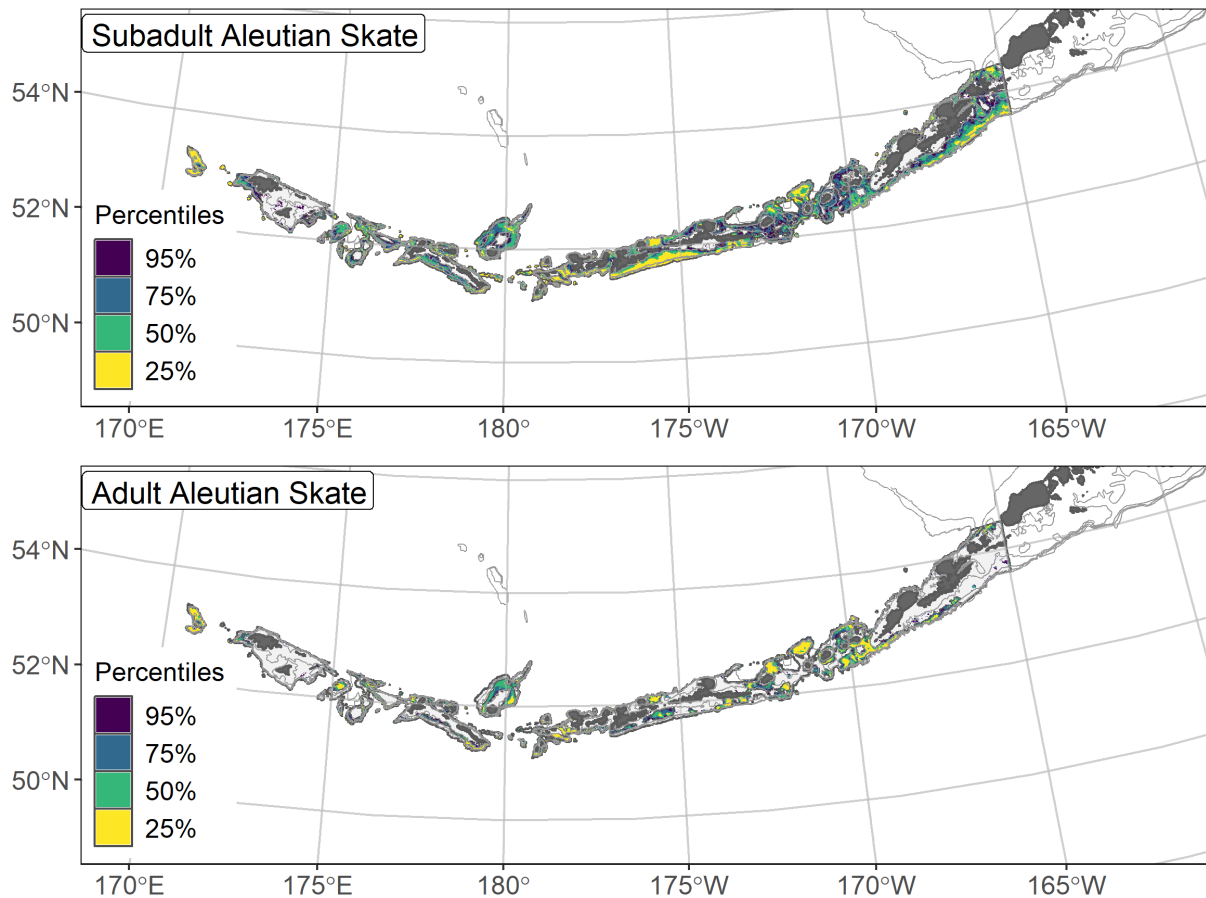 Subadult Aleutian Skate
54°N
52°N
50°N
Percentiles
95%
75%
50%
25%
170°E 175°E 180° 175°W 170°W 165°W
Adult Aleutian Skate
54°N
52°N
50°N
Percentiles
95%
75%
50%
25%
170°E 175°E 180° 175°W 170°W 165°W